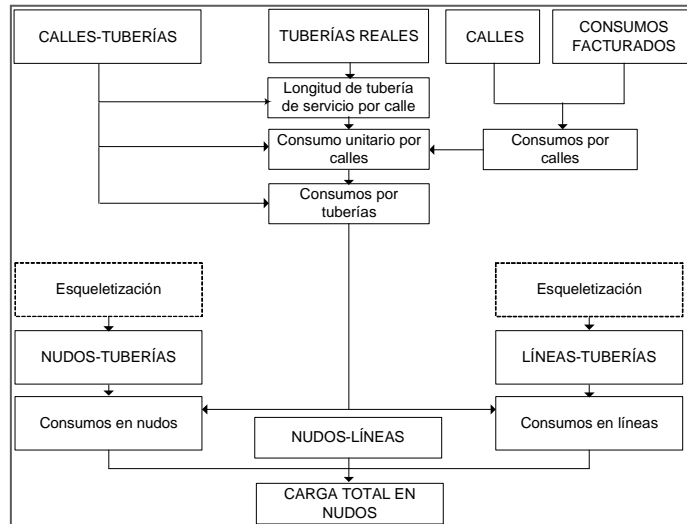 CALLES-TUBERÍAS
TUBERÍAS REALES
CALLES
CONSUMOS
FACTURADOS
Longitud de tubería
de servicio por calle
Consumo unitario por
calles
Consumos por
calles
Consumos por
tuberías
Esqueletización
Esqueletización
NUDOS-TUBERÍAS
LÍNEAS-TUBERÍAS
Consumos en nudos
Consumos en líneas
NUDOS-LÍNEAS
CARGA TOTAL EN
NUDOS